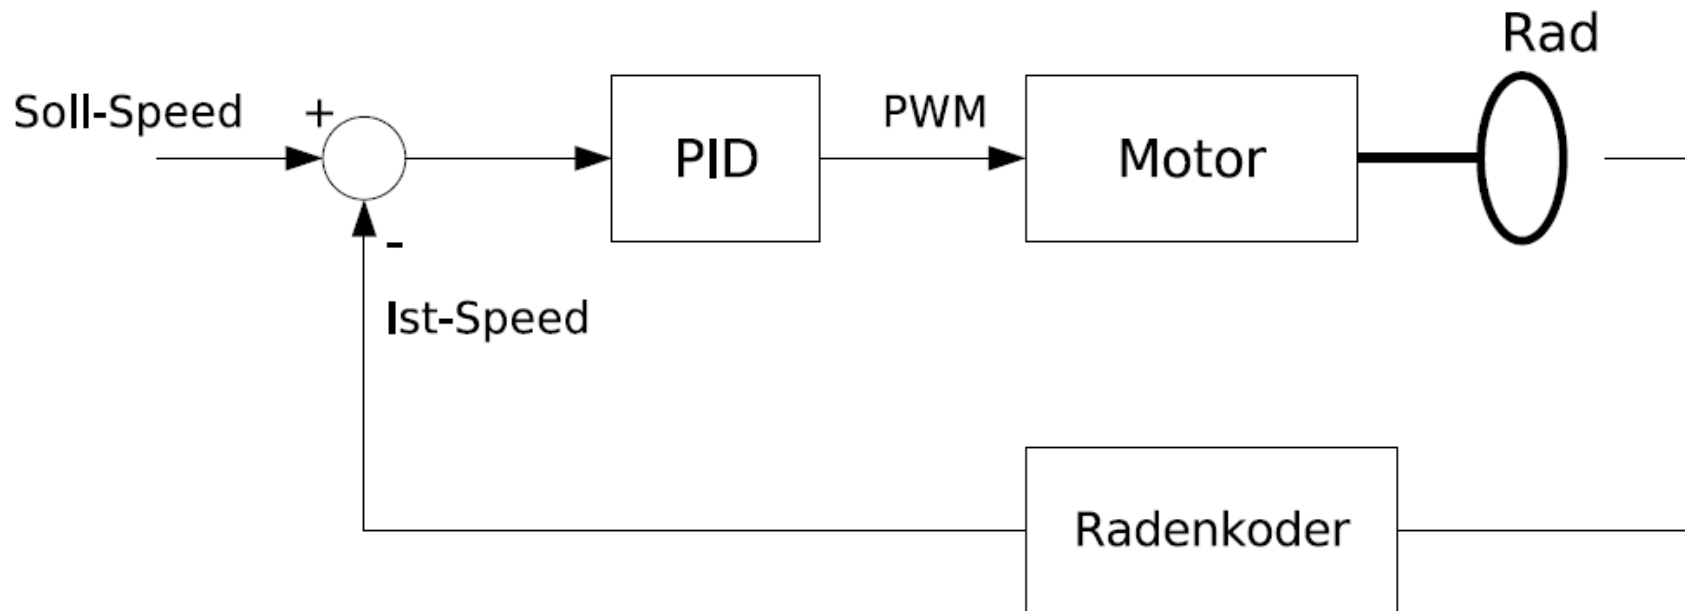 Rad
Soll-Speed
+
PWM
PID
Motor
-
Ist-Speed
Radenkoder